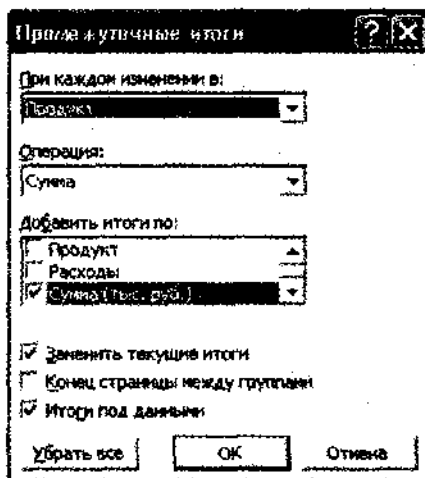 Промежуточные итоги
При каждом изменении в:
Продукт
Операция:
Сумма
Добавить итоги по:
Продукт
Расходы
Сумма (тыс. руб.)
Заменить текущие итоги
Конец страницы между группами
Итоги под данными
Убрать все
ОК
Отмена